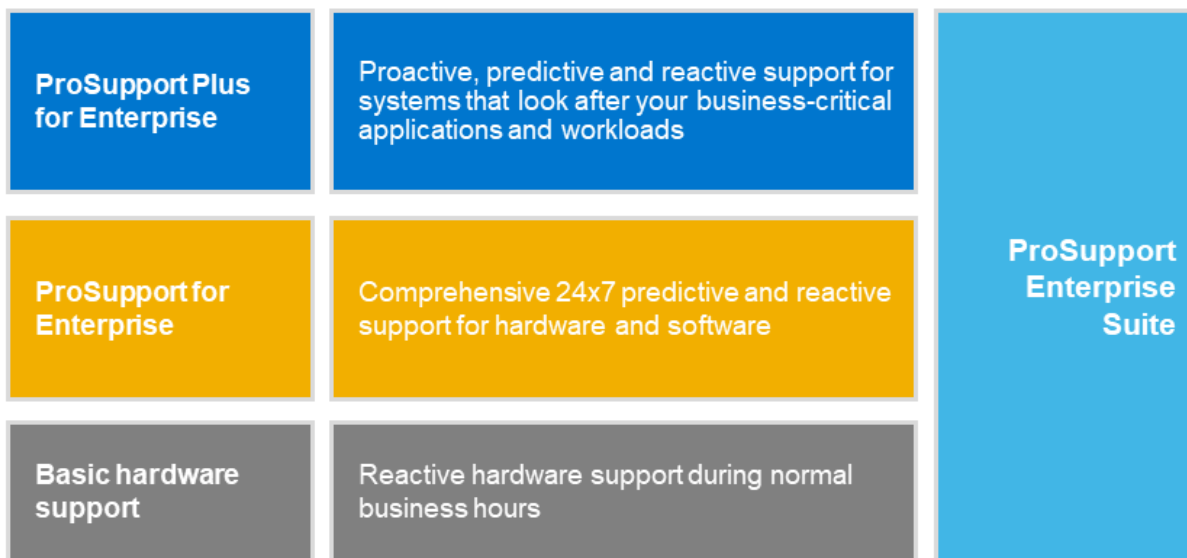 ProSupport Plus
for Enterprise
Proactive, predictive and reactive support for
systems that look after your business-critical
applications and workloads
ProSupport for
Enterprise
Comprehensive 24x7 predictive and reactive
support for hardware and software
Basic hardware
support
Reactive hardware support during normal
business hours
ProSupport
Enterprise
Suite